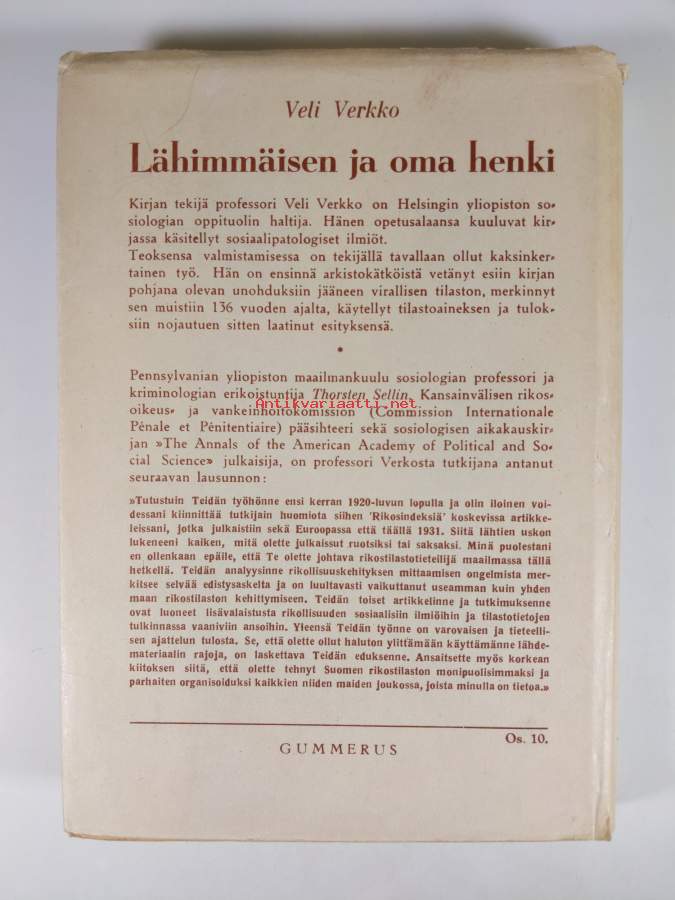 Veli Verkko
Lähimmäisen ja oma henki
Kirjan tekijä professori Veli Verkko on Helsingin yliopiston so-
siologian oppituolin haltija. Hänen opetusalaansa kuuluvat kir-
jassa käsitellyt sosiaalipatologiset ilmiöt.
Teoksensa valmistamisessa on tekijällä tavallaan ollut kaksinker-
tainen työ. Hän on ensinnä arkistokätköistä vetänyt esiin kirjan
pohjana olevan unohduksiin jääneen virallisen tilaston, merkinnyt
sen muistiin 136 vuoden ajalta, käytellyt tilastoaineksen ja tulok-
siin nojautuen sitten laatinut esityksensä.
*
Pennsylvanian yliopiston maailmankuulu sosiologian professori ja
kriminologian erikoistuntija Thorsten Sellin, Kansainvälisen rikos-
Antikvariaatti.net
oikeus- ja vankeinhoitokomission (Commission Internationale
Pénale et Pénitentiaire) pääsihteeri sekä sosiologisen aikakauskir-
jan »The Annals of the American Academy of Political and So-
cial Science» julkaisija, on professori Verkosta tutkijana antanut
seuraavan lausunnon:
»Tutustuin Teidän työhönne ensi kerran 1920-luvun lopulla ja olin iloinen voi-
dessani kiinnittää tutkijain huomiota siihen 'Rikosindeksiä' koskevissa artikke-
leissani, jotka julkaistiin sekä Euroopassa että täällä 1931. Siitä lähtien uskon
lukeneeni kaiken, mitä olette julkaissut ruotsiksi tai saksaksi. Minä puolestani
en ollenkaan epäile, että Te olette johtava rikostilastotieteilijä maailmassa tällä
hetkellä. Teidän analyysinne rikollisuuskehityksen mittaamisen ongelmista mer-
kitsee selvää edistysaskelta ja on luultavasti vaikuttanut useamman kuin yhden
maan rikostilaston kehittymiseen. Teidän toiset artikkelinne ja tutkimuksenne
ovat luoneet lisävalaistusta rikollisuuden sosiaalisiin ilmiöihin ja tilastotietojen
tulkinnassa vaaniviin ansoihin. Yleensä Teidän työnne on varovaisen ja tieteelli-
sen ajattelun tulosta. Se, että olette ollut haluton ylittämään käyttämänne lähde-
materiaalin rajoja, on laskettava Teidän eduksenne. Ansaitsette myös korkean
kiitoksen siitä, että olette tehnyt Suomen rikostilaston monipuolisimmaksi ja
parhaiten organisoiduksi kaikkien niiden maiden joukossa, joista minulla on tietoa.»
Os. 10.
GUMMERUS